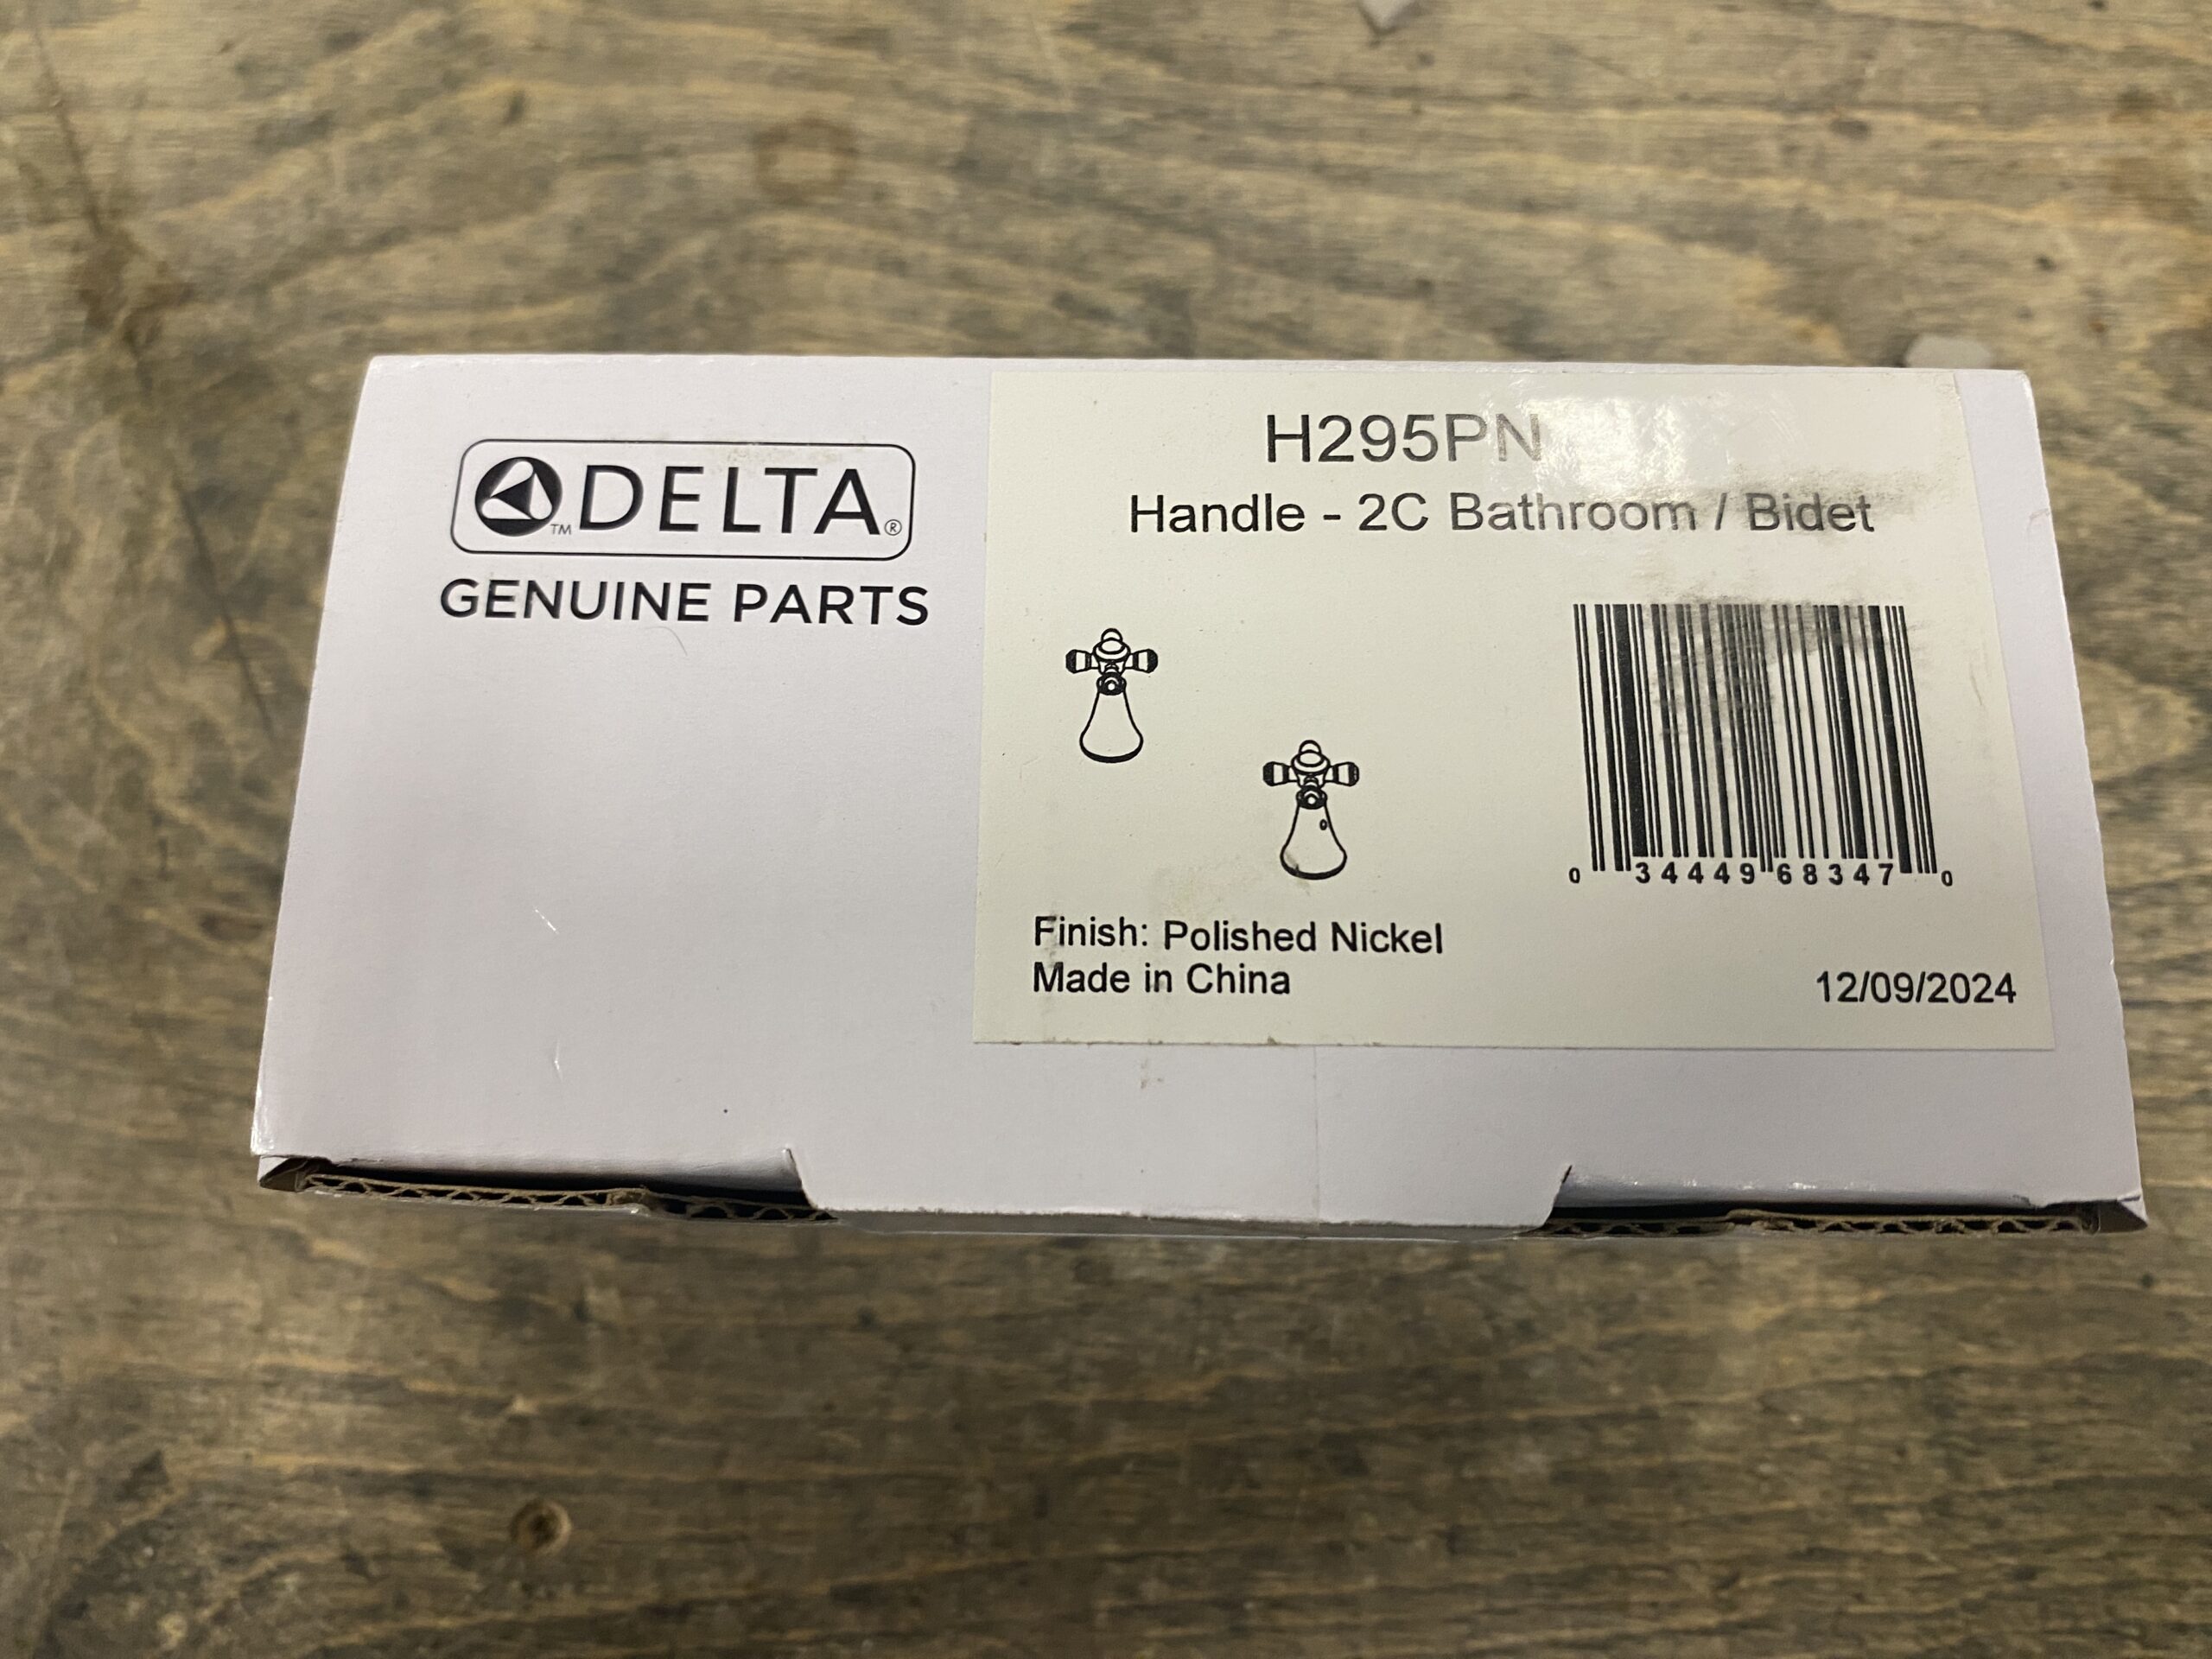 ™ DELTA®
GENUINE PARTS
H295PN
Handle - 2C Bathroom / Bidet
0 34449 68347 0
Finish: Polished Nickel
Made in China
12/09/2024